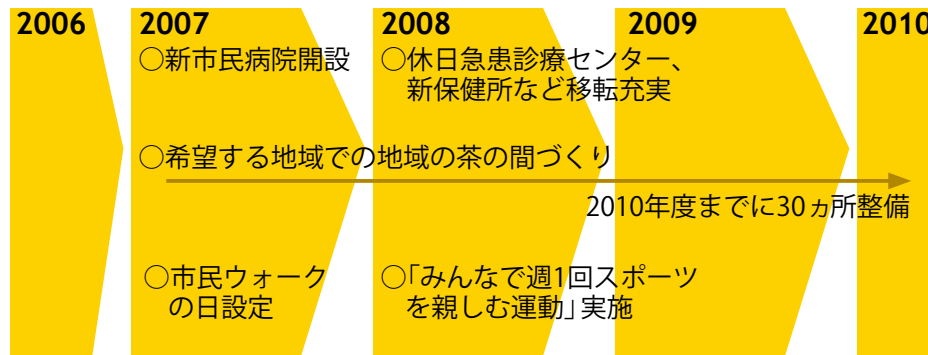 2006
2007
2008
2009
2010
○新市民病院開設
○休日急患診療センター、
新保健所など移転充実
○希望する地域での地域の茶の間づくり
2010年度までに30ヵ所整備
○市民ウォーク
の日設定
○「みんなで週1回スポーツ
を親しむ運動」実施